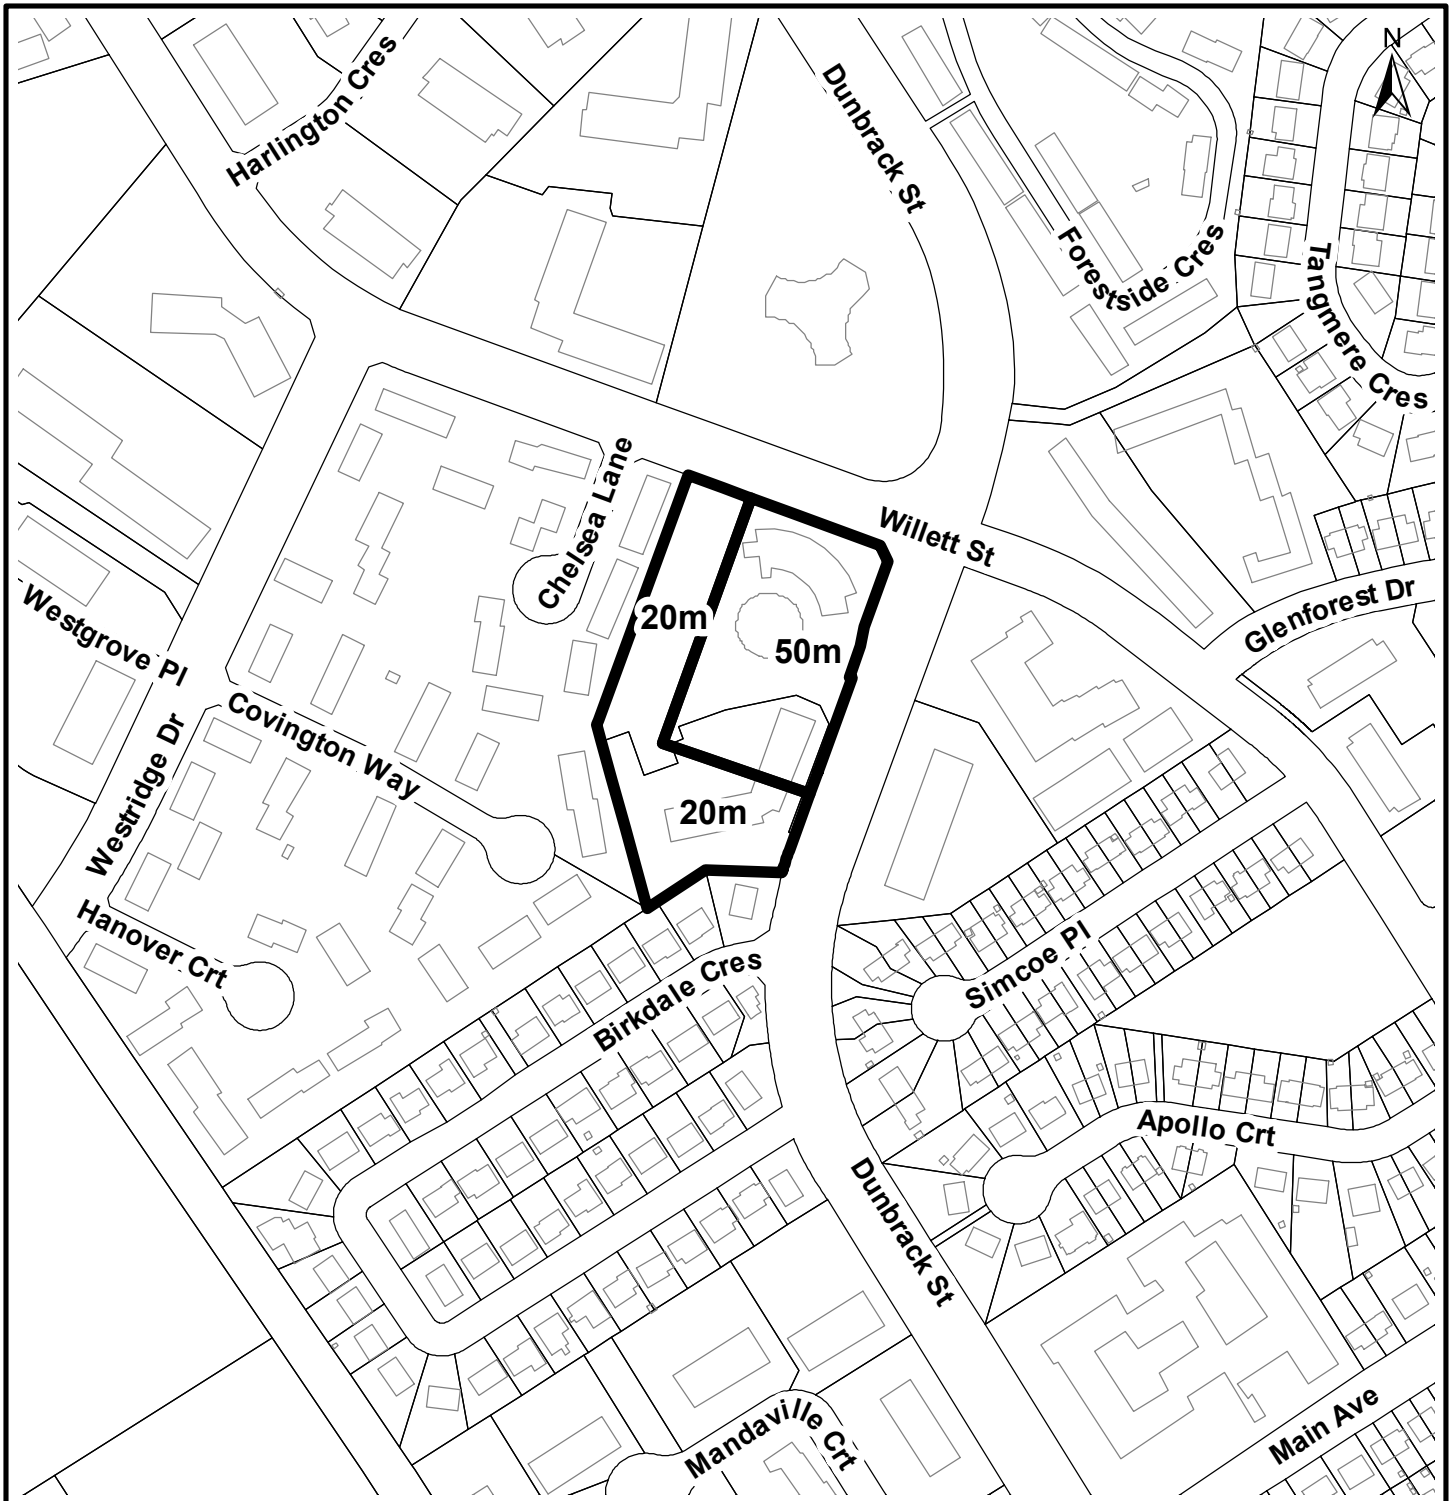 N
Harlington Cres
Dunbrack St
Forestside Cres
Tangmere Cres
Chelsea Lane
Willett St
Glenforest Dr
Westgrove Pl
20m
50m
Covington Way
Westridge Dr
20m
Hanover Crt
Simcoe Pl
Birkdale Cres
Apollo Crt
Dunbrack St
Mandaville Crt
Main Ave